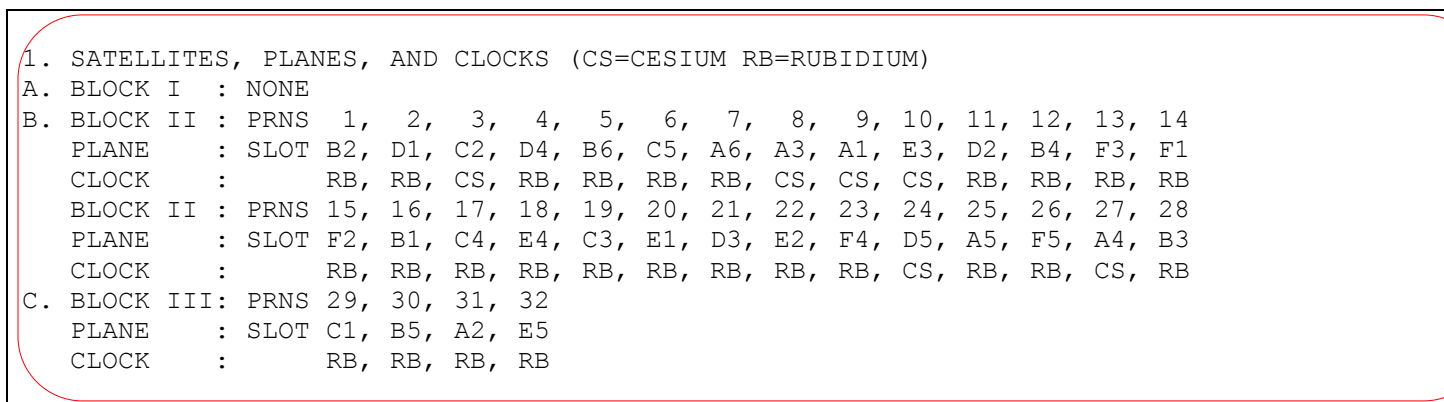 1. SATELLITES, PLANES, AND CLOCKS (CS=CESIUM RB=RUBIDIUM)
A. BLOCK I  : NONE
B. BLOCK II : PRNS  1,  2,  3,  4,  5,  6,  7,  8,  9, 10, 11, 12, 13, 14
   PLANE    : SLOT B2, D1, C2, D4, B6, C5, A6, A3, A1, E3, D2, B4, F3, F1
   CLOCK    :      RB, RB, CS, RB, RB, RB, RB, CS, CS, CS, RB, RB, RB, RB
   BLOCK II : PRNS 15, 16, 17, 18, 19, 20, 21, 22, 23, 24, 25, 26, 27, 28
   PLANE    : SLOT F2, B1, C4, E4, C3, E1, D3, E2, F4, D5, A5, F5, A4, B3
   CLOCK    :      RB, RB, RB, RB, RB, RB, RB, RB, RB, CS, RB, RB, CS, RB
C. BLOCK III: PRNS 29, 30, 31, 32
   PLANE    : SLOT C1, B5, A2, E5
   CLOCK    :      RB, RB, RB, RB